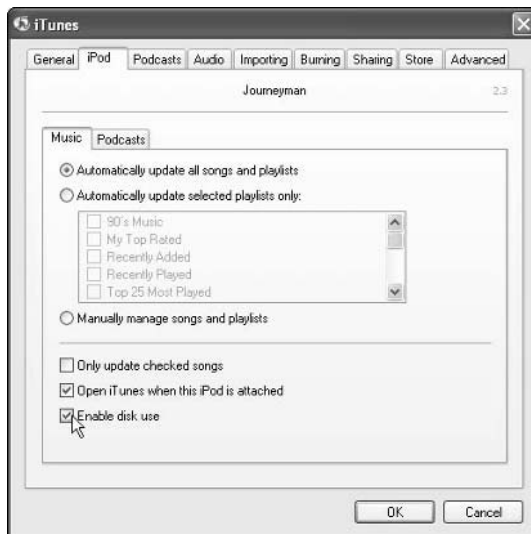 iTunes
General iPod Podcasts Audio Importing Burning Sharing Store Advanced
Journeyman 2.3
Music Podcasts
Automatically update all songs and playlists
Automatically update selected playlists only:
90's Music
My Top Rated
Recently Added
Recently Played
Top 25 Most Played
Manually manage songs and playlists
Only update checked songs
Open iTunes when this iPod is attached
Enable disk use
OK Cancel